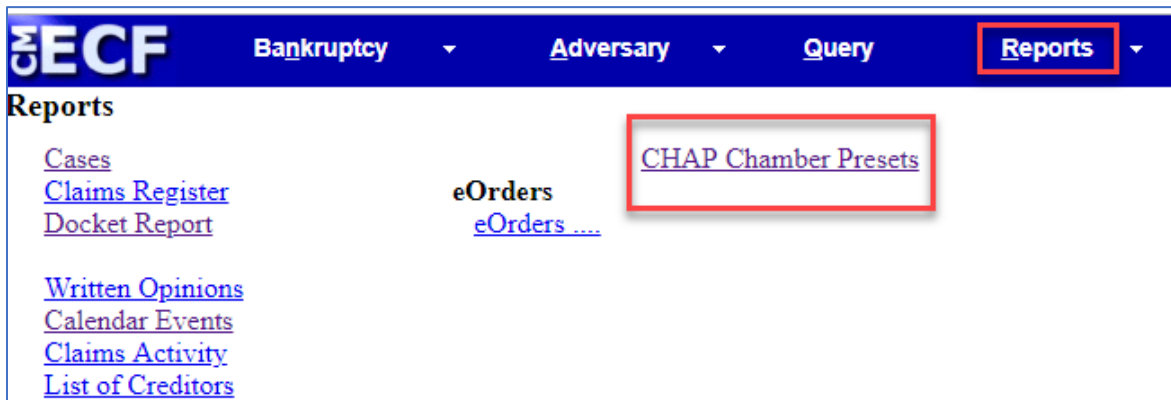 CM ECF Bankruptcy Adversary Query Reports
Reports
Cases
Claims Register
Docket Report
Written Opinions
Calendar Events
Claims Activity
List of Creditors
eOrders
eOrders ....
CHAP Chamber Presets